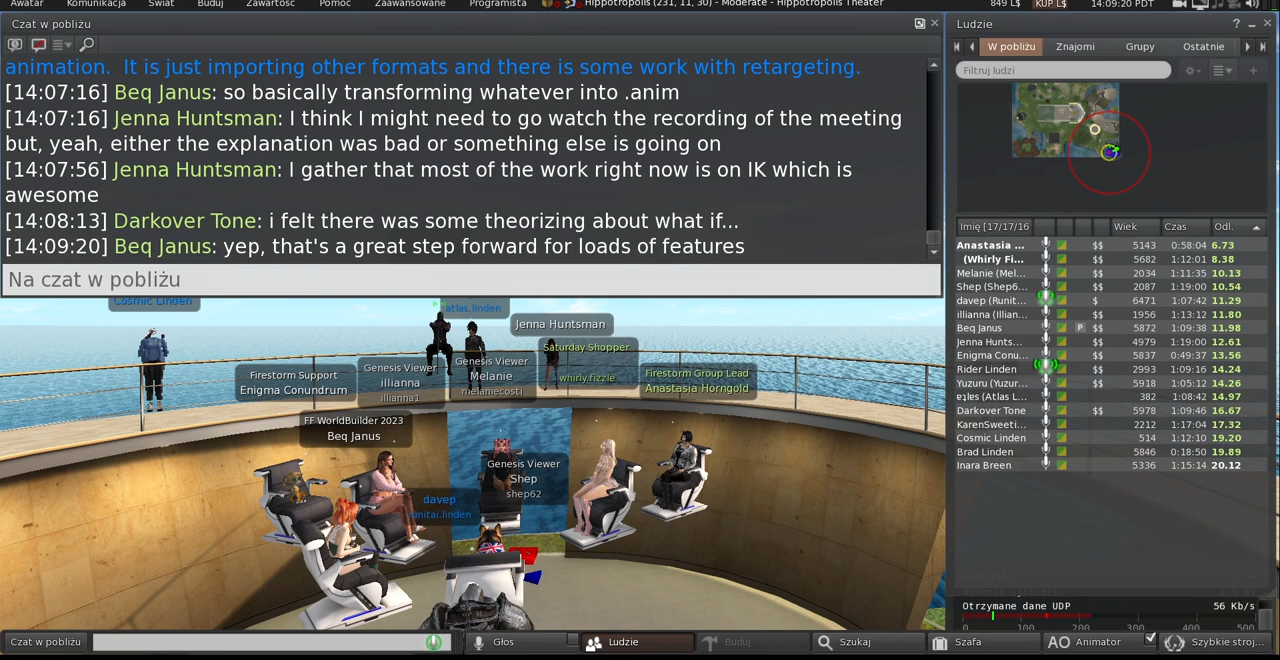 Awatar Komunikacja Świat Buduj Zawartość Pomoc Zaawansowane Programista Hippotropolis (231, 11, 30) - Moderate - Hippotropolis Theater 849 L$ KUP L$ 14:09:20 PDT
Czat w pobliżu
animation. It is just importing other formats and there is some work with retargeting.
[14:07:16] Beq Janus: so basically transforming whatever into .anim
[14:07:16] Jenna Huntsman: I think I might need to go watch the recording of the meeting
but, yeah, either the explanation was bad or something else is going on
[14:07:56] Jenna Huntsman: I gather that most of the work right now is on IK which is
awesome
[14:08:13] Darkover Tone: i felt there was some theorizing about what if...
[14:09:20] Beq Janus: yep, that's a great step forward for loads of features
Na czat w pobliżu
Cosmic Linden
atlas.linden
Jenna Huntsman
Saturday Shopper
whirly.fizzle
Firestorm Support
Enigma Conundrum
Genesis Viewer
illianna
illianna1
Genesis Viewer
Melanie
melaniecosti
Firestorm Group Lead
Anastasia Horngold
FF WorldBuilder 2023
Beq Janus
Genesis Viewer
Shep
shep62
davep
runitai.linden
Ludzie
W pobliżu Znajomi Grupy Ostatnie
Filtruj ludzi
Imię [17/17/16 Wiek Czas Odl.
Anastasia ... $$ 5143 0:58:04 6.73
(Whirly Fi... $$ 5682 1:12:01 8.38
Melanie (Mel... $$ 2034 1:11:35 10.13
Shep (Shep6... $$ 2087 1:19:00 10.54
davep (Runit... $ 6471 1:07:42 11.29
illianna (Illian... $$ 1956 1:13:12 11.80
Beq Janus P $$ 5872 1:09:38 11.98
Jenna Hunts... $$ 4979 1:19:00 12.61
Enigma Conu... $$ 5837 0:49:37 13.56
Rider Linden $$ 2993 1:09:16 14.24
Yuzuru (Yuzur... $$ 5918 1:05:12 14.26
(Atlas L... 382 1:08:42 14.97
Darkover Tone $$ 5978 1:09:46 16.67
KarenSweeti... 2212 1:17:04 17.32
Cosmic Linden 514 1:12:10 19.20
Brad Linden 5846 0:18:50 19.89
Inara Breen 5336 1:15:14 20.12
Otrzymane dane UDP 56 Kb/s
0 100 200 300 400 500
Czat w pobliżu Głos Ludzie Buduj Szukaj Szafa AO Animator Szybkie stroj...